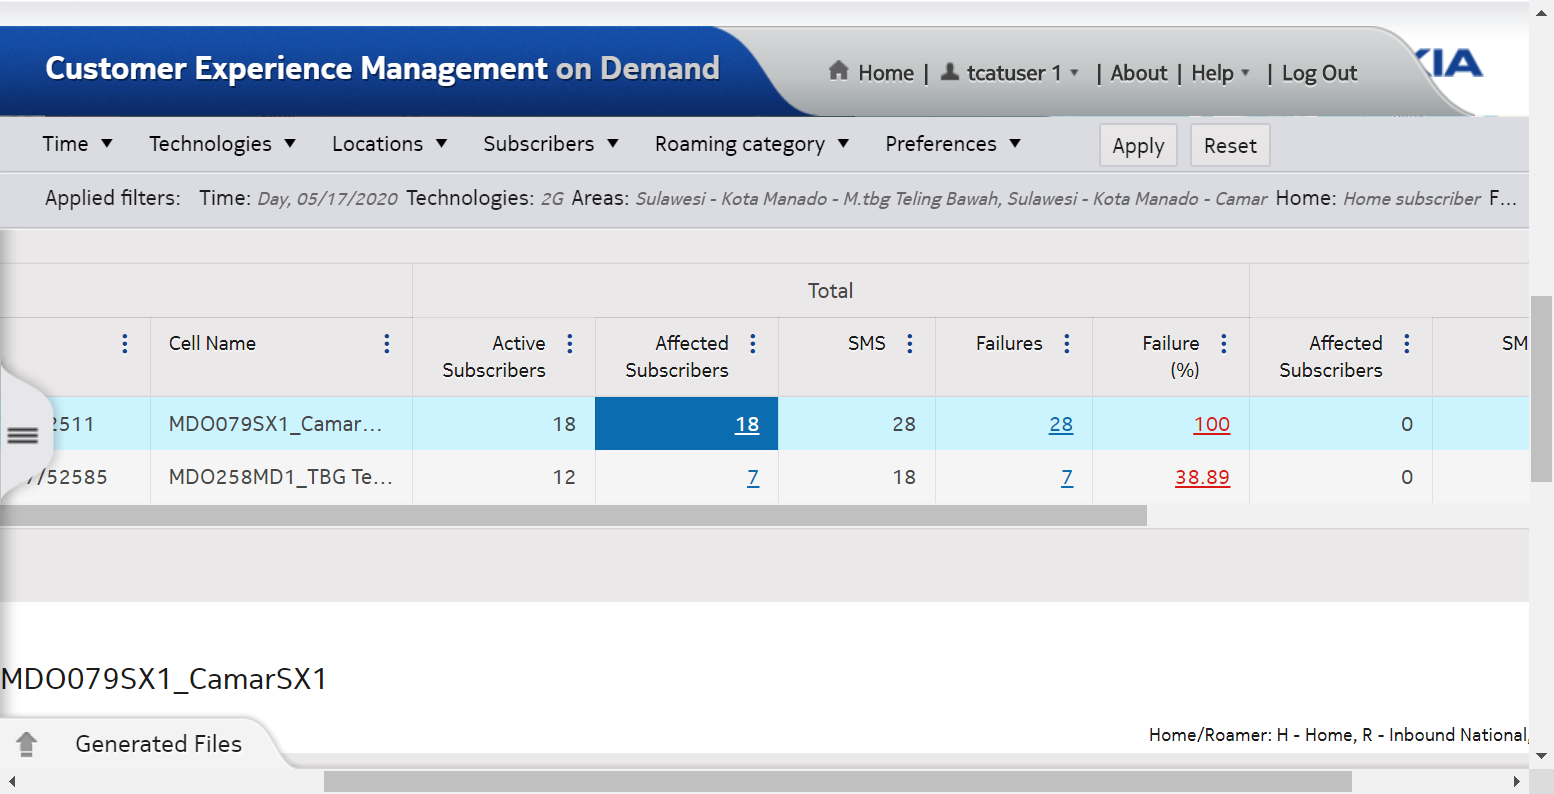 Customer Experience Management on Demand
Home | tcatuser 1 | About | Help | Log Out
KIA
Time Technologies Locations Subscribers Roaming category Preferences Apply Reset
Applied filters: Time: Day, 05/17/2020 Technologies: 2G Areas: Sulawesi - Kota Manado - M.tbg Teling Bawah, Sulawesi - Kota Manado - Camar Home: Home subscriber F...
Total
Cell Name Active Subscribers Affected Subscribers SMS Failures Failure (%) Affected Subscribers SM
2511 MDO079SX1_Camar... 18 18 28 28 100 0
7/52585 MDO258MD1_TBG Te... 12 7 18 7 38.89 0
MDO079SX1_CamarSX1
Home/Roamer: H - Home, R - Inbound National,
Generated Files